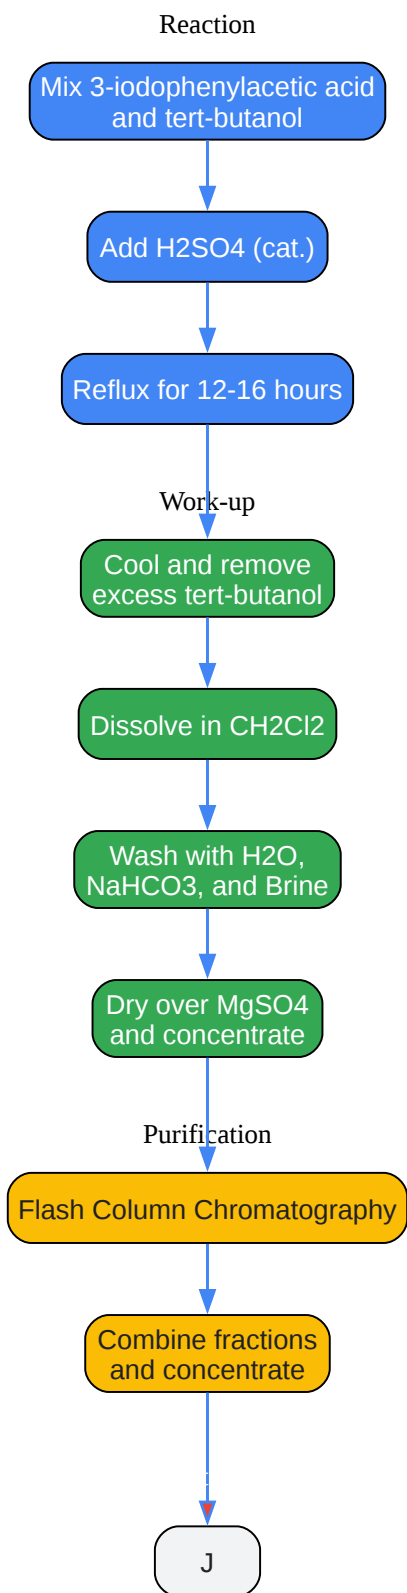 Reaction
Mix 3-iodophenylacetic acid
and tert-butanol
Add H2SO4 (cat.)
Reflux for 12-16 hours
Work-up
Cool and remove
excess tert-butanol
Dissolve in CH2Cl2
Wash with H2O,
NaHCO3, and Brine
Dry over MgSO4
and concentrate
Purification
Flash Column Chromatography
Combine fractions
and concentrate
J